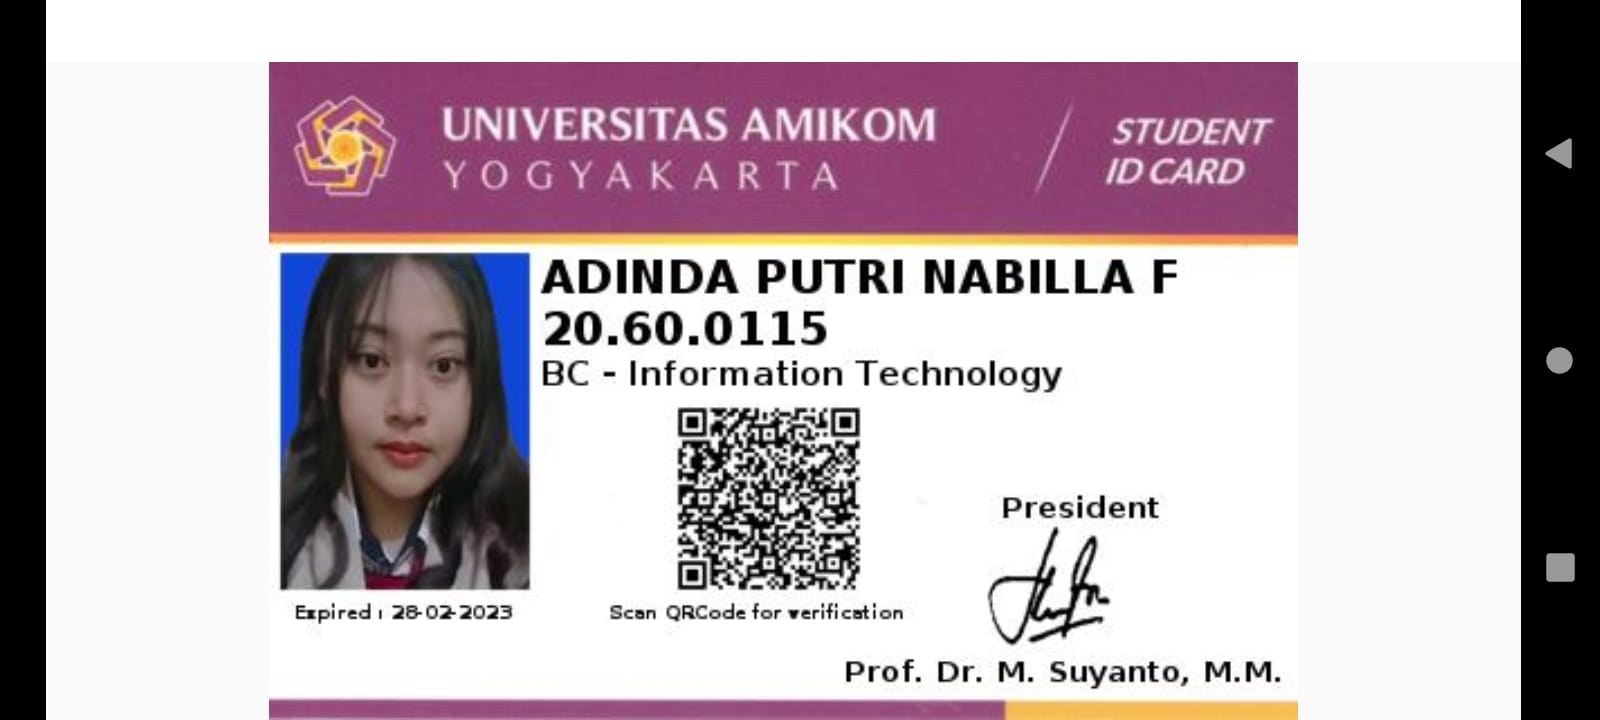 UNIVERSITAS AMIKOM
YOGYAKARTA
STUDENT
ID CARD
ADINDA PUTRI NABILLA F
20.60.0115
BC - Information Technology
President
Expired : 28-02-2023
Scan QRCode for verification
Prof. Dr. M. Suyanto, M.M.